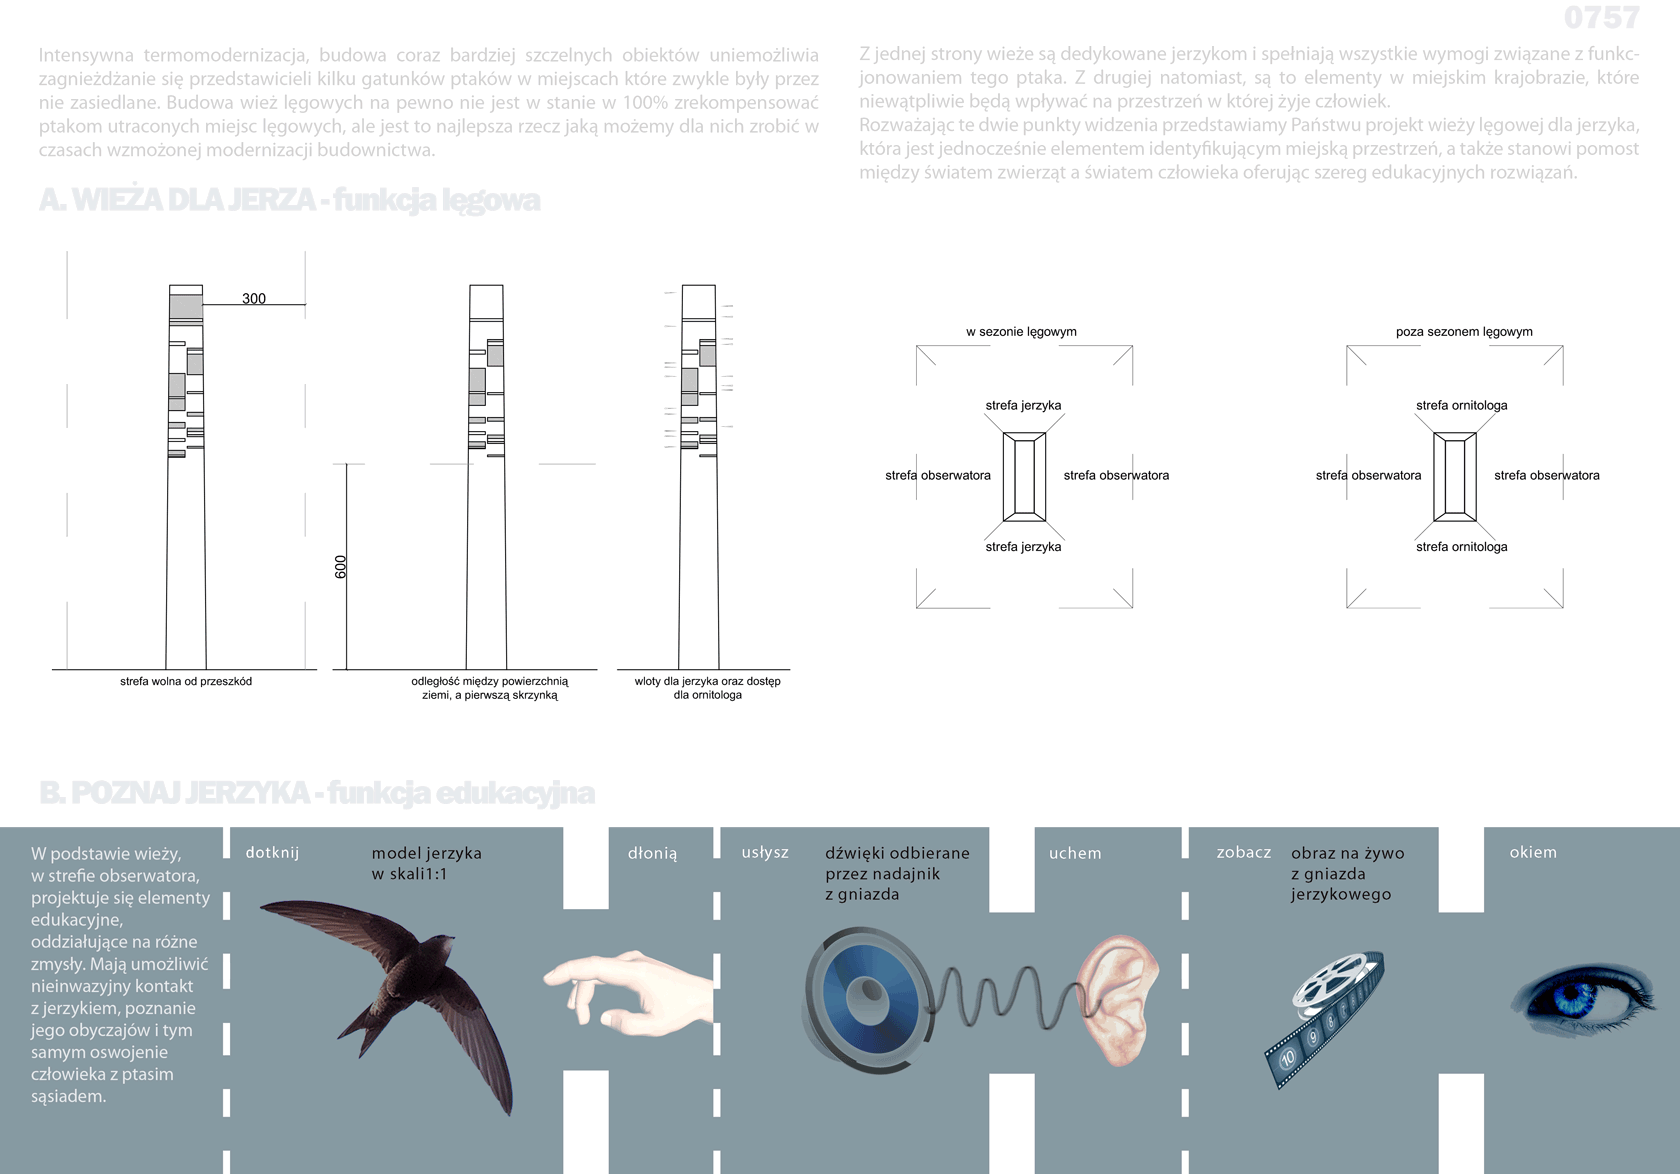 0757
Intensywna termomodernizacja, budowa coraz bardziej szczelnych obiektów uniemożliwia
zagnieżdżanie się przedstawicieli kilku gatunków ptaków w miejscach które zwykle były przez
nie zasiedlane. Budowa wież lęgowych na pewno nie jest w stanie w 100% zrekompensować
ptakom utraconych miejsc lęgowych, ale jest to najlepsza rzecz jaką możemy dla nich zrobić w
czasach wzmożonej modernizacji budownictwa.
Z jednej strony wieże są dedykowane jerzykom i spełniają wszystkie wymogi związane z funkc-
jonowaniem tego ptaka. Z drugiej natomiast, są to elementy w miejskim krajobrazie, które
niewątpliwie będą wpływać na przestrzeń w której żyje człowiek.
Rozważając te dwie punkty widzenia przedstawiamy Państwu projekt wieży lęgowej dla jerzyka,
która jest jednocześnie elementem identyfikującym miejską przestrzeń, a także stanowi pomost
między światem zwierząt a światem człowieka oferując szereg edukacyjnych rozwiązań.
A. WIEŻA DLA JERZA - funkcja lęgowa
300
600
strefa wolna od przeszkód
odległość między powierzchnią
ziemi, a pierwszą skrzynką
wloty dla jerzyka oraz dostęp
dla ornitologa
w sezonie lęgowym
strefa jerzyka
strefa obserwatora
strefa obserwatora
strefa jerzyka
poza sezonem lęgowym
strefa ornitologa
strefa obserwatora
strefa obserwatora
strefa ornitologa
B. POZNAJ JERZYKA - funkcja edukacyjna
W podstawie wieży,
w strefie obserwatora,
projektuje się elementy
edukacyjne,
oddziałujące na różne
zmysły. Mają umożliwić
nieinwazyjny kontakt
z jerzykiem, poznanie
jego obyczajów i tym
samym oswojenie
człowieka z ptasim
sąsiadem.
dotknij
model jerzyka
w skali1:1
dłonią
usłysz
dźwięki odbierane
przez nadajnik
z gniazda
uchem
zobacz
obraz na żywo
z gniazda
jerzykowego
okiem
10
9
8